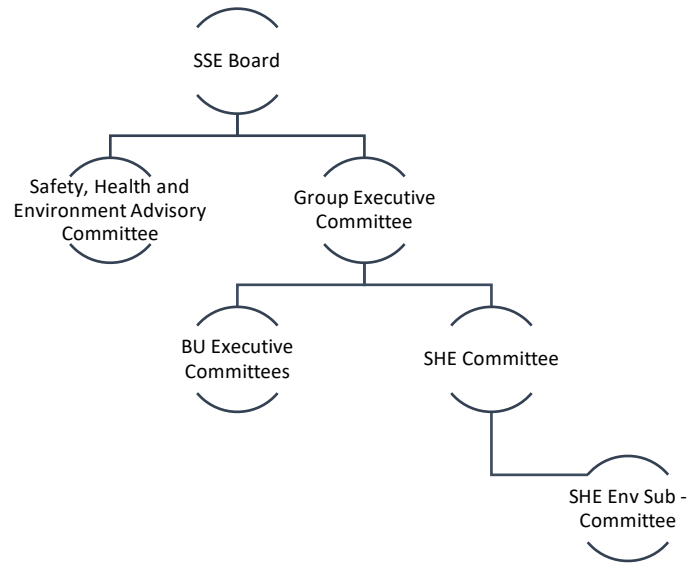 SSE Board
Safety, Health and
Environment Advisory
Committee
Group Executive
Committee
BU Executive
Committees
SHE Committee
SHE Env Sub -
Committee